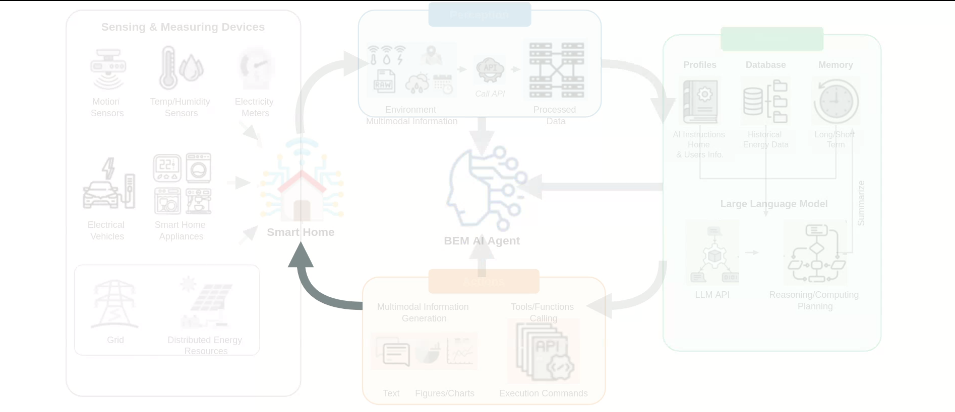 Sensing & Measuring Devices
Motion
Sensors
Temp/Humidity
Sensors
Electricity
Meters
Electrical
Vehicles
Smart Home
Appliances
Grid
Distributed Energy
Resources
Smart Home
Environment
Multimodal Information
Call API
Processed
Data
BEM AI Agent
Multimodal Information
Generation
Tools/Functions
Calling
API
Text
Figures/Charts
Execution Commands
Profiles
Database
Memory
AI Instructions
Home
& Users Info.
Historical
Energy Data
Long/Short
Term
Large Language Model
Summarize
LLM API
Reasoning/Computing
Planning